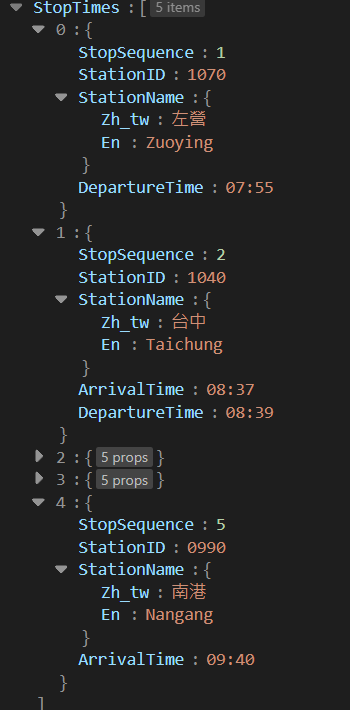 StopTimes :[ 5 items
0 :{
StopSequence : 1
StationID : 1070
StationName :{
Zh_tw : 左營
En : Zuoying
}
DepartureTime : 07:55
}
1 :{
StopSequence : 2
StationID : 1040
StationName :{
Zh_tw : 台中
En : Taichung
}
ArrivalTime : 08:37
DepartureTime : 08:39
}
2 :{ 5 props }
3 :{ 5 props }
4 :{
StopSequence : 5
StationID : 0990
StationName :{
Zh_tw : 南港
En : Nangang
}
ArrivalTime : 09:40
}
]